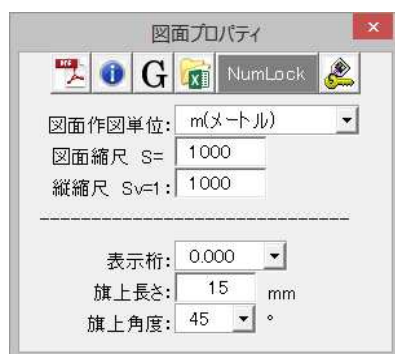 図面プロパティ ×
PDF i G X NumLock
図面作図単位: m(メートル)
図面縮尺 S= 1000
縦縮尺 Sv=1: 1000
--------------------------------
表示桁: 0.000
旗上長さ: 15 mm
旗上角度: 45 °